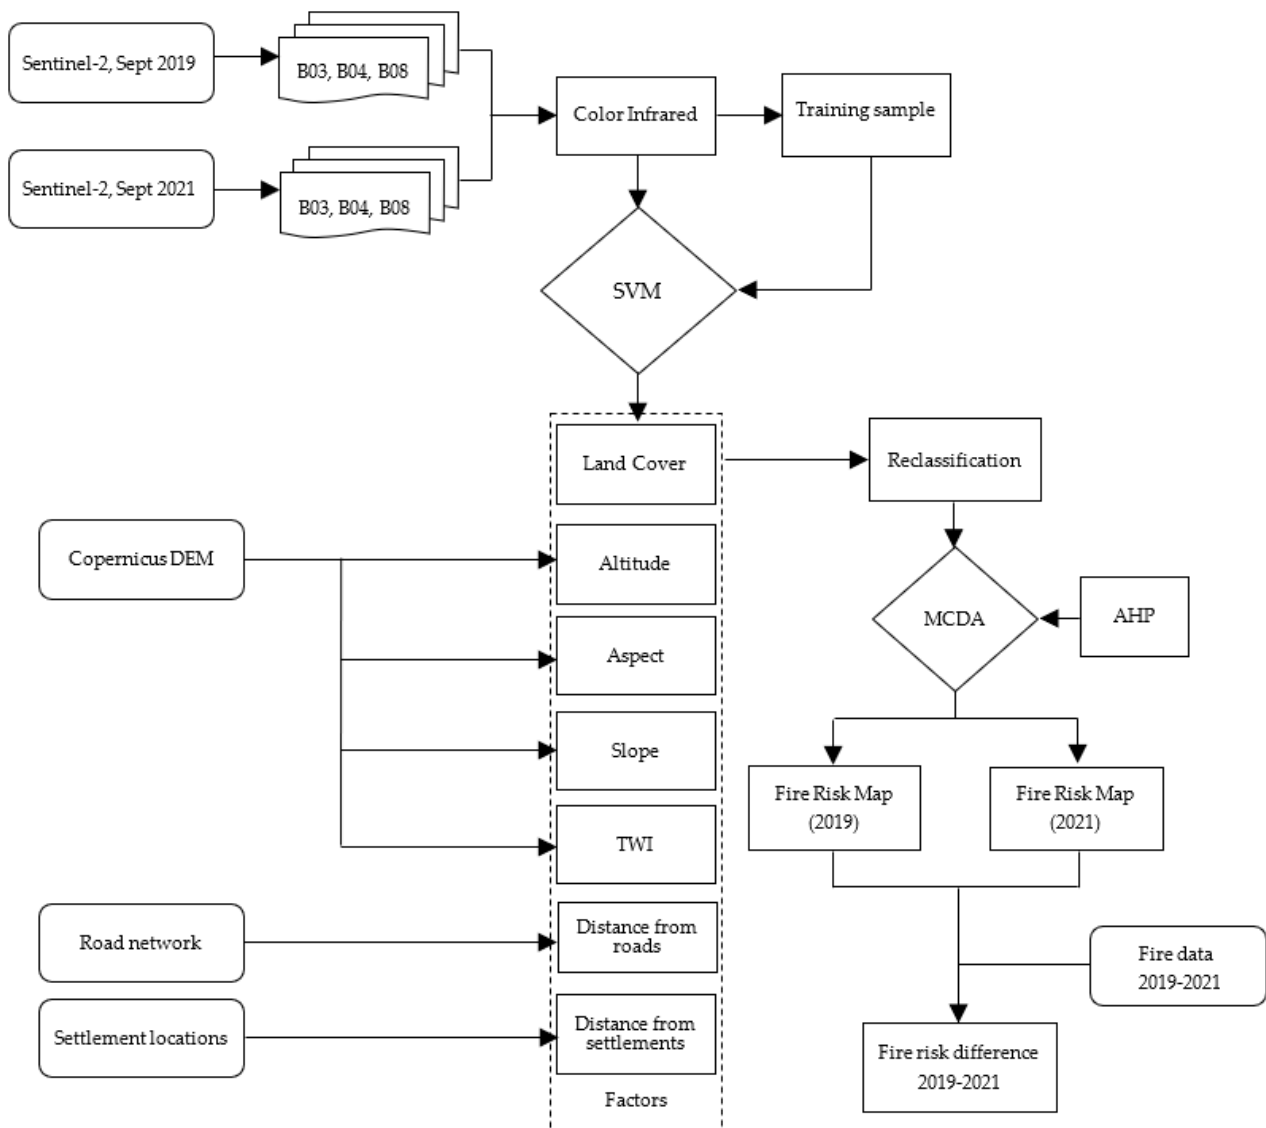 Sentinel-2, Sept 2019
B03, B04, B08
Color Infrared
Training sample
Sentinel-2, Sept 2021
B03, B04, B08
SVM
Land Cover
Reclassification
Copernicus DEM
Altitude
MCDA
AHP
Aspect
Slope
Fire Risk Map
(2019)
Fire Risk Map
(2021)
TWI
Road network
Distance from
roads
Fire data
2019-2021
Settlement locations
Distance from
settlements
Fire risk difference
2019-2021
Factors